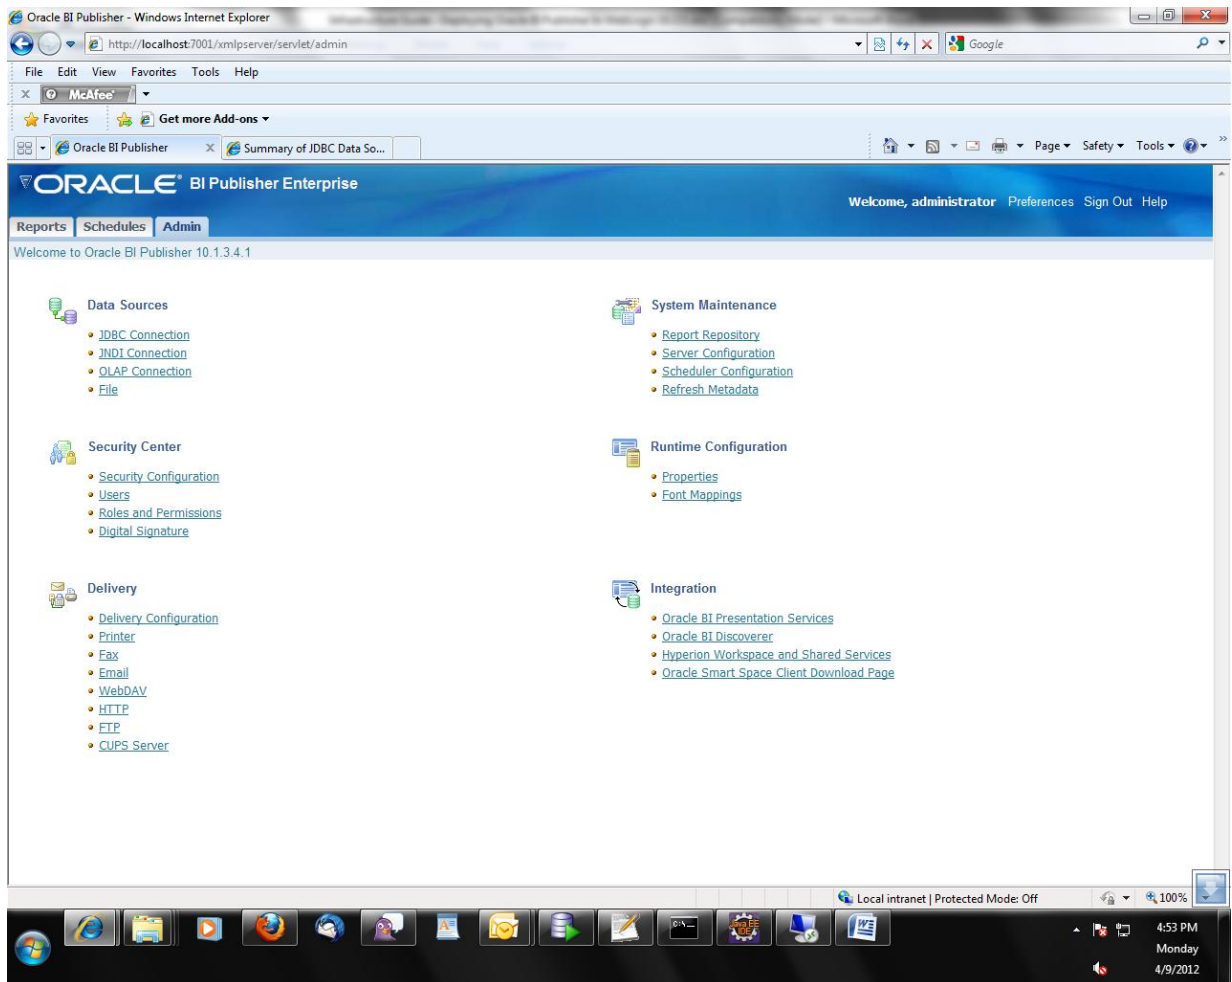 Oracle BI Publisher - Windows Internet Explorer
http://localhost:7001/xmlpserver/servlet/admin
Google
File Edit View Favorites Tools Help
x McAfee
Favorites Get more Add-ons
Oracle BI Publisher X Summary of JDBC Data So...
Page Safety Tools
ORACLE BI Publisher Enterprise
Welcome, administrator Preferences Sign Out Help
Reports Schedules Admin
Welcome to Oracle BI Publisher 10.1.3.4.1
Data Sources
JDBC Connection
JNDI Connection
OLAP Connection
File
System Maintenance
Report Repository
Server Configuration
Scheduler Configuration
Refresh Metadata
Security Center
Security Configuration
Users
Roles and Permissions
Digital Signature
Runtime Configuration
Properties
Font Mappings
Delivery
Delivery Configuration
Printer
Fax
Email
WebDAV
HTTP
FTP
CUPS Server
Integration
Oracle BI Presentation Services
Oracle BI Discoverer
Hyperion Workspace and Shared Services
Oracle Smart Space Client Download Page
Local intranet | Protected Mode: Off
100%
4:53 PM
Monday
4/9/2012